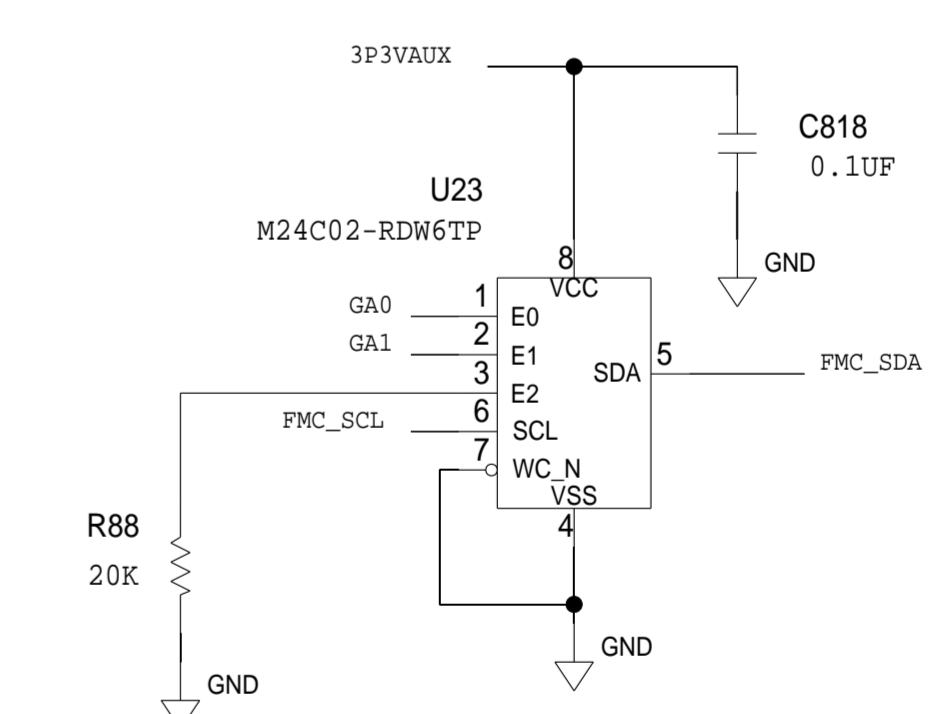 3P3VAUX
C818
0.1UF
U23
M24C02-RDW6TP
8
GND
VCC
GA0
1
E0
GA1
2
E1
5
SDA
FMC_SDA
3
E2
FMC_SCL
6
SCL
7
WC_N
VSS
4
R88
20K
GND
GND